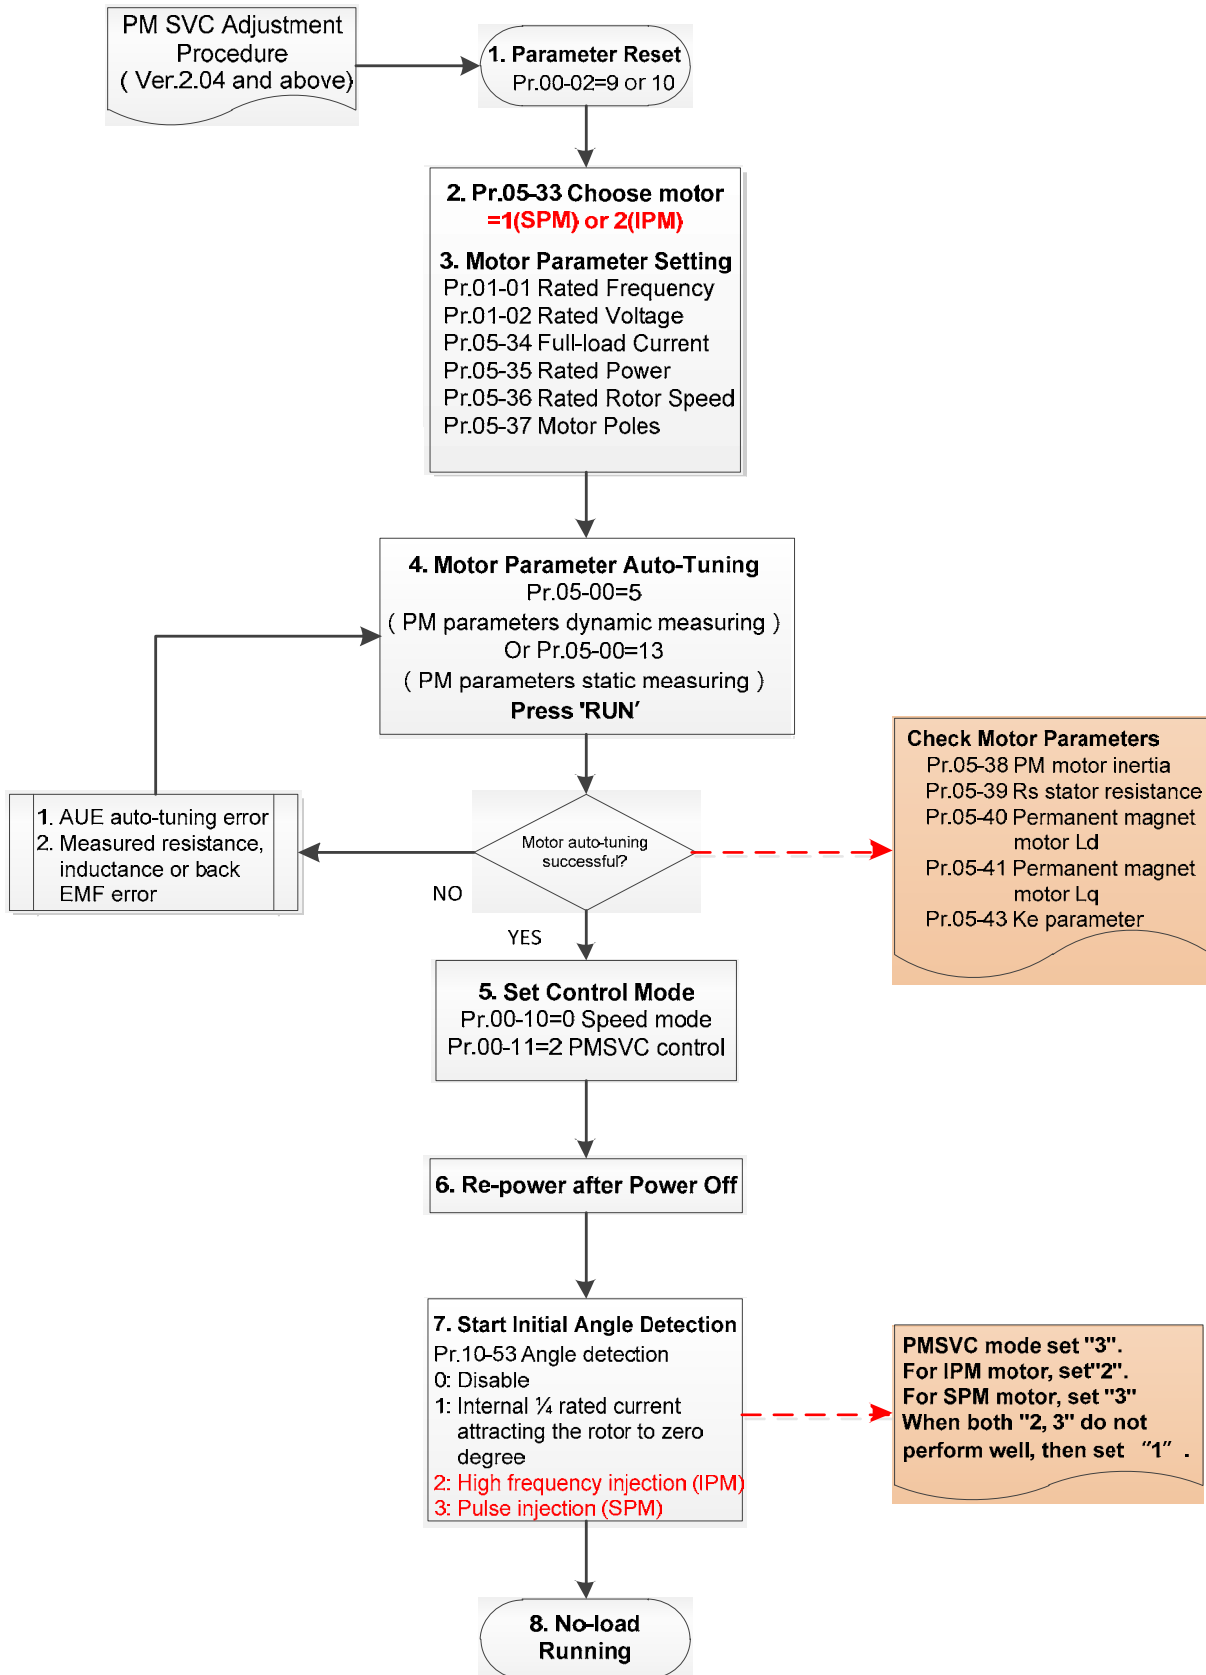 PM SVC Adjustment
Procedure
( Ver.2.04 and above)
1. Parameter Reset
Pr.00-02=9 or 10
2. Pr.05-33 Choose motor
=1(SPM) or 2(IPM)
3. Motor Parameter Setting
Pr.01-01 Rated Frequency
Pr.01-02 Rated Voltage
Pr.05-34 Full-load Current
Pr.05-35 Rated Power
Pr.05-36 Rated Rotor Speed
Pr.05-37 Motor Poles
4. Motor Parameter Auto-Tuning
Pr.05-00=5
( PM parameters dynamic measuring )
Or Pr.05-00=13
( PM parameters static measuring )
Press 'RUN’
Motor auto-tuning
successful?
NO
YES
1. AUE auto-tuning error
2. Measured resistance,
inductance or back
EMF error
Check Motor Parameters
Pr.05-38 PM motor inertia
Pr.05-39 Rs stator resistance
Pr.05-40 Permanent magnet
motor Ld
Pr.05-41 Permanent magnet
motor Lq
Pr.05-43 Ke parameter
5. Set Control Mode
Pr.00-10=0 Speed mode
Pr.00-11=2 PMSVC control
6. Re-power after Power Off
7. Start Initial Angle Detection
Pr.10-53 Angle detection
0: Disable
1: Internal ¼ rated current
attracting the rotor to zero
degree
2: High frequency injection (IPM)
3: Pulse injection (SPM)
PMSVC mode set "3".
For IPM motor, set"2".
For SPM motor, set "3"
When both "2, 3" do not
perform well, then set “1” .
8. No-load
Running